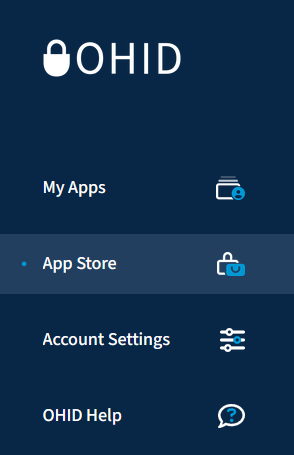 OHID
My Apps
App Store
Account Settings
OHID Help